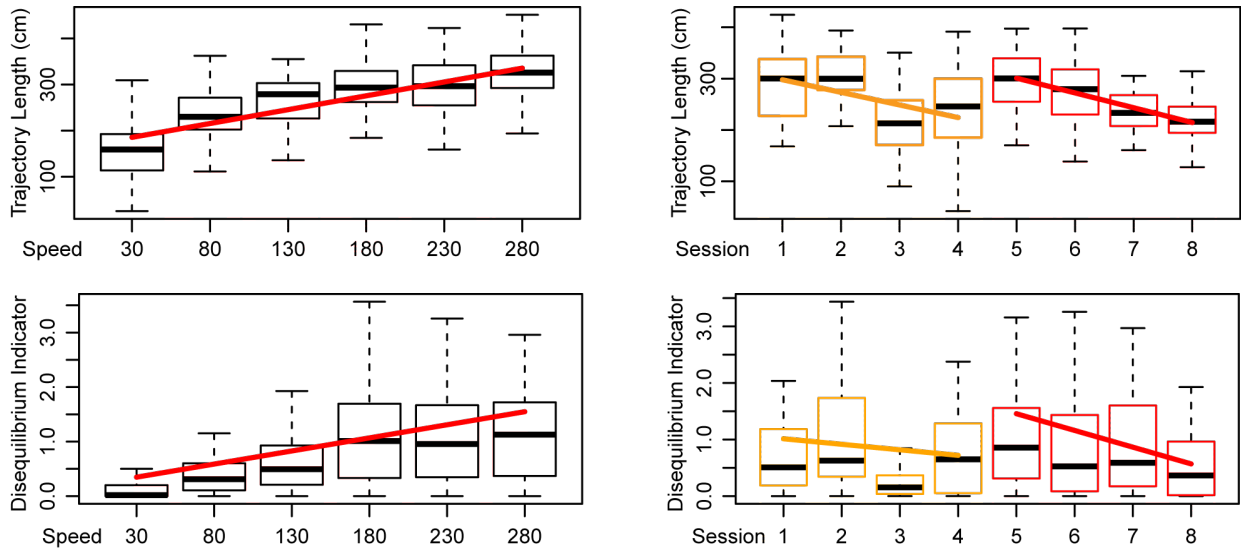 Trajectory Length (cm)
300
100
Speed 30 80 130 180 230 280
Trajectory Length (cm)
300
100
Session 1 2 3 4 5 6 7 8
Disequilibrium Indicator
3.0
2.0
1.0
0.0
Speed 30 80 130 180 230 280
Disequilibrium Indicator
3.0
2.0
1.0
0.0
Session 1 2 3 4 5 6 7 8